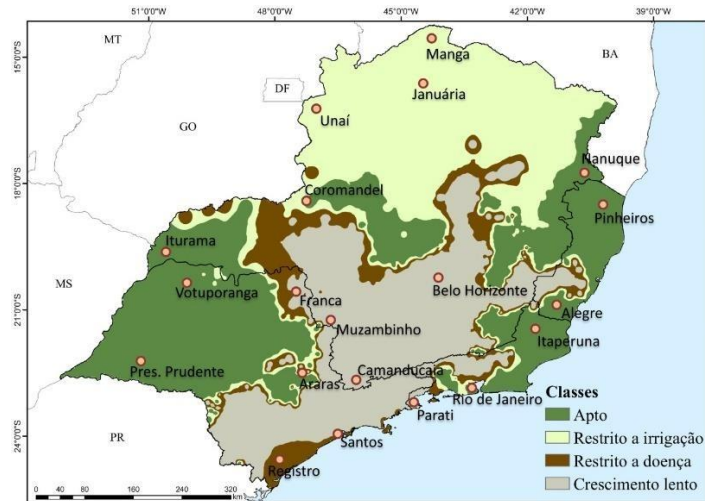 51°0'0"O
48°0'0"O
45°0'0"O
42°0'0"O
39°0'0"O
MT
BA
15°0'0"S
Manga
DF
Januária
Unaí
GO
Nanuque
18°0'0"S
Coromandel
Pinheiros
Iturama
MS
Votuporanga
Franca
Belo Horizonte
21°0'0"S
Alegre
Muzambinho
Itaperuna
Pres. Prudente
Araras
Camanducaia
Rio de Janeiro
Classes
Parati
Apto
PR
24°0'0"S
Santos
Restrito a irrigação
Registro
Restrito a doença
Crescimento lento
0 40 80 160 240 320
km